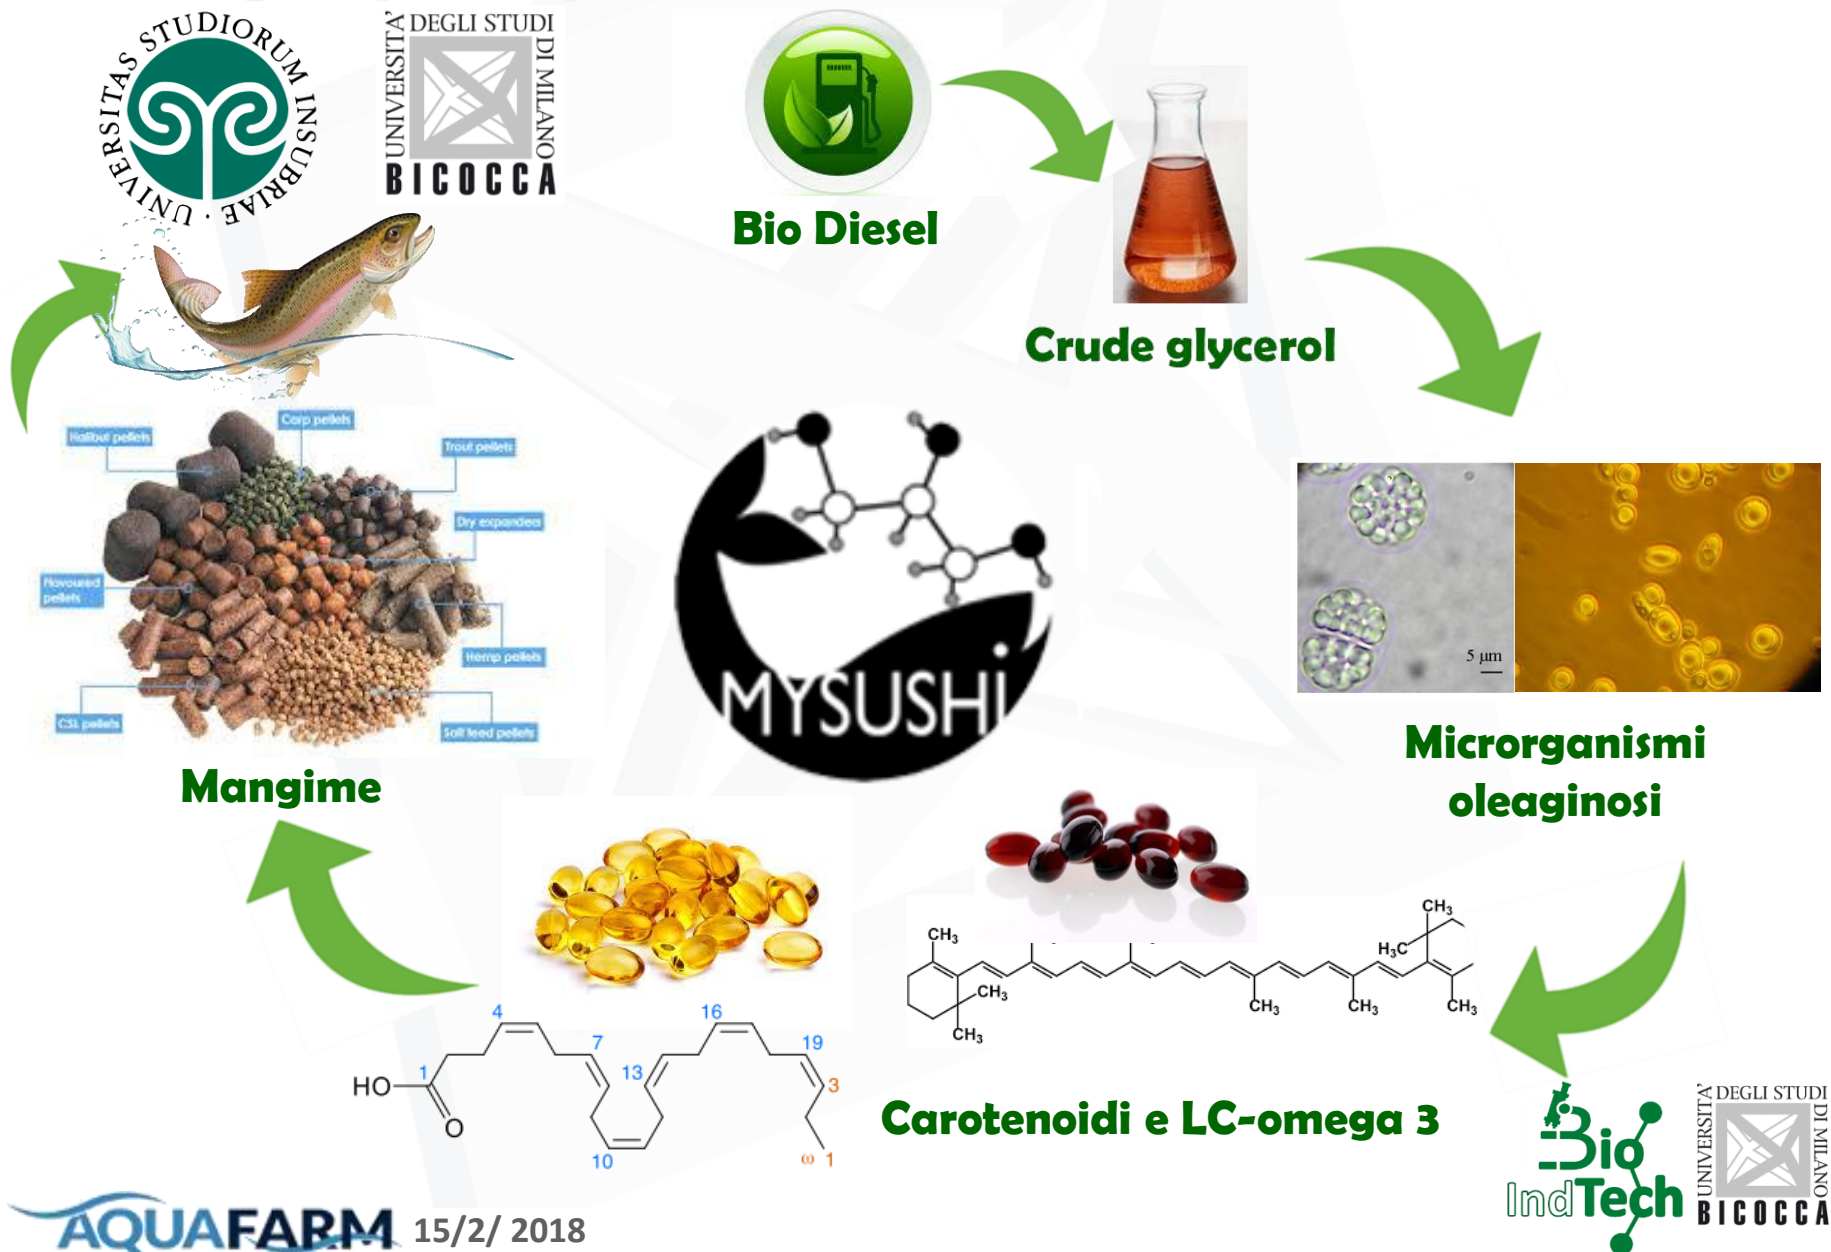 UNIVERSITAS STUDIORUM INSUBRIAE
UNIVERSITA' DEGLI STUDI DI MILANO
BICOCCA
Bio Diesel
Crude glycerol
Halibut pellets
Carp pellets
Trout pellets
Dry expanders
Flavoured
pellets
Hemp pellets
CSL pellets
Salt feed pellets
Mangime
MYSUSHi
5 µm
Microrganismi
oleaginosi
CH3
CH3
CH3
CH3
CH3
CH3
H3C
CH3
HO
O
1
4
7
10
13
16
19
3
ω 1
Carotenoidi e LC-omega 3
Bio
IndTech
UNIVERSITA' DEGLI STUDI DI MILANO
BICOCCA
AQUAFARM
15/2/ 2018